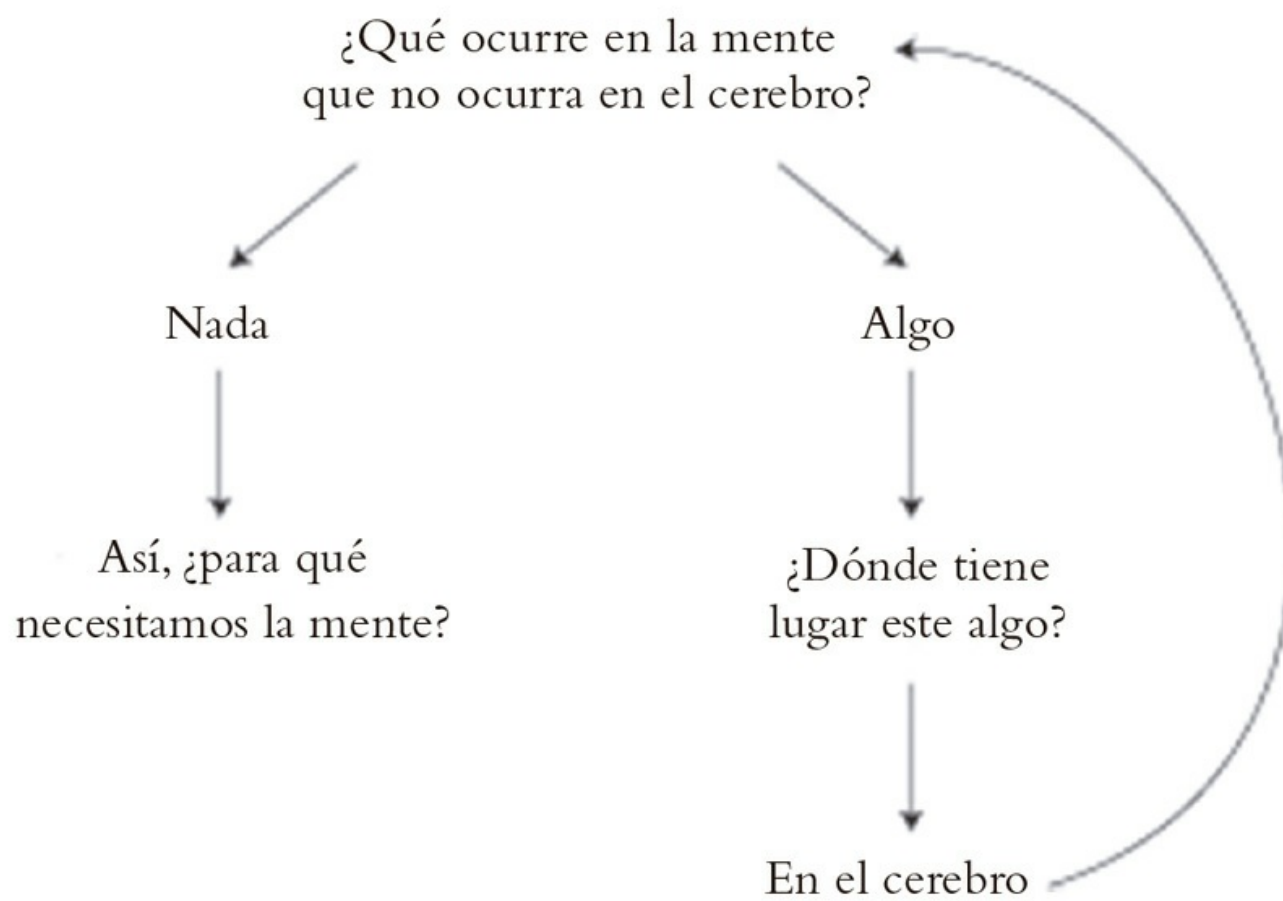 ¿Qué ocurre en la mente
que no ocurra en el cerebro?
Nada
Algo
Así, ¿para qué
necesitamos la mente?
¿Dónde tiene
lugar este algo?
En el cerebro